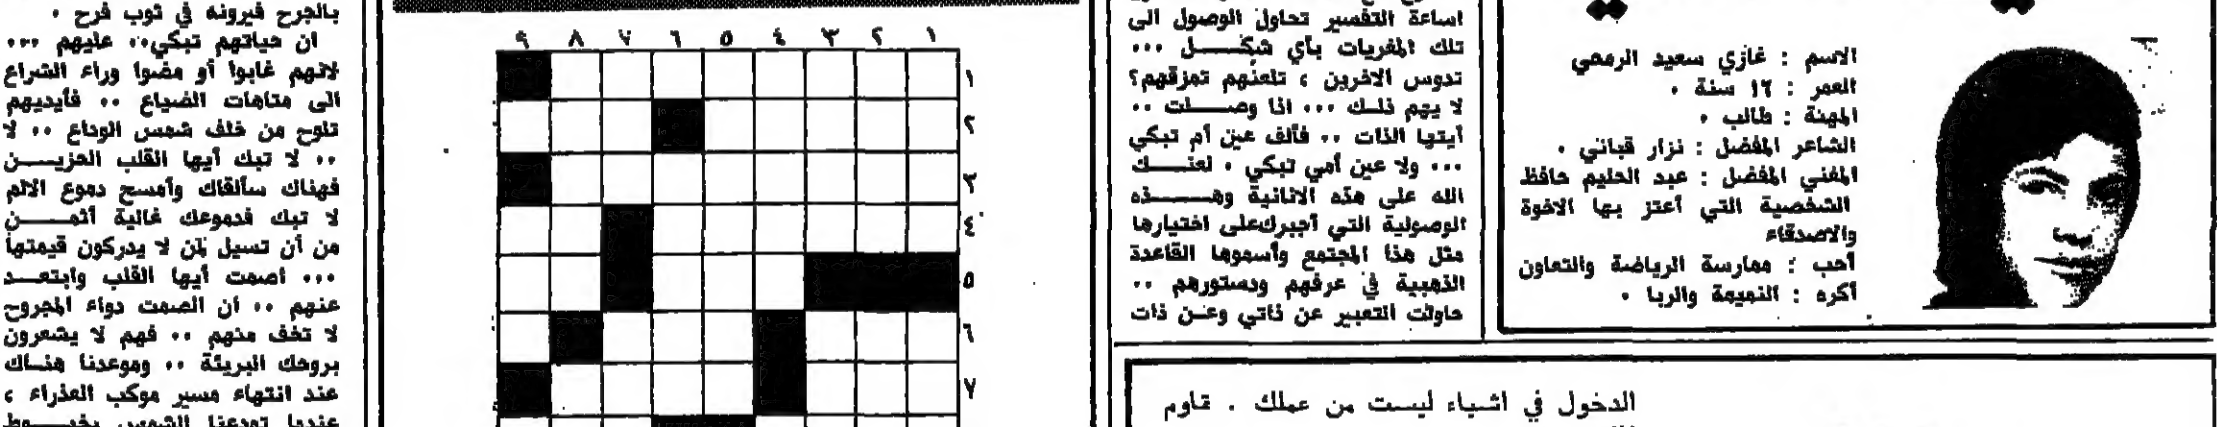 الاسم : غازي سعيد الرمحي
العمر : ١٦ سنة .
المهنة : طالب .
الشاعر المفضل : نزار قباني .
المغني المفضل : عبد الحليم حافظ
الشخصية التي أعتز بها الاخوة
والاصدقاء
أحب : ممارسة الرياضة والتعاون
أكره : النميمة والربا .
الدخول في اشياء ليست من عملك . قاوم
اساءة التفسير تحاول الوصول الى
تلك المغريات بأي شكل ...
تدوس الاخرين ، تلعنهم تمزقهم؟
لا يهم ذلك ... اذا وصلت ..
أيتها الذات .. فألف عين أم تبكي
... ولا عين أمي تبكي . لعنك
الله على هذه الانانية وهذه
الوصولية التي أجبرك على اختيارها
مثل هذا المجتمع وأسموها القاعدة
الذهبية في عرفهم ودستورهم ..
حاولت التعبير عن ذاتي وعن ذات
١ ٢ ٣ ٤ ٥ ٦ ٧ ٨ ٩
١
٢
٣
٤
٥
٦
٧
بالجرح فيرونه في ثوب فرح .
ان حياتهم تبكي.. عليهم ...
لانهم غابوا أو مضوا وراء الشراع
الى متاهات الضياع .. فأيديهم
تلوح من خلف شمس الوداع .. لا
.. لا تبك أيها القلب الحزين
فهناك سألقاك وأمسح دموع الالم
لا تبك فدموعك غالية أثمن
من أن تسيل لمن لا يدركون قيمتها
... اصمت أيها القلب وابتعد
عنهم .. ان الصمت دواء المجروح
لا تخف منهم .. فهم لا يشعرون
بروحك البريئة .. وموعدنا هناك
عند انتهاء مسير موكب العذراء ،
عندما تودعنا الشمس بخيوط